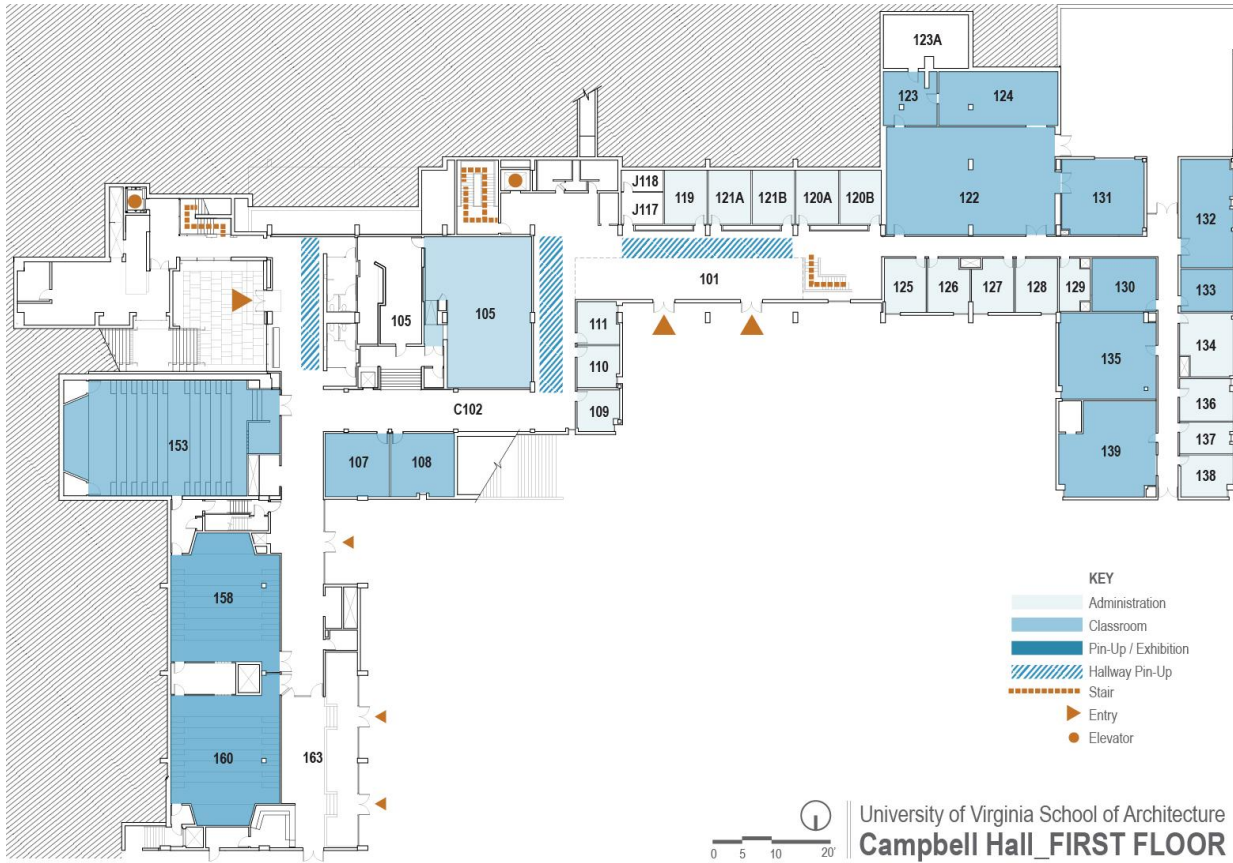 123A
123
124
J118
J117
119
121A
121B
120A
120B
122
131
132
101
125
126
127
128
129
130
133
105
105
111
110
109
134
135
136
137
138
139
C102
153
107
108
158
160
163
KEY
Administration
Classroom
Pin-Up / Exhibition
Hallway Pin-Up
Stair
Entry
Elevator
0 5 10 20'
University of Virginia School of Architecture
Campbell Hall_FIRST FLOOR